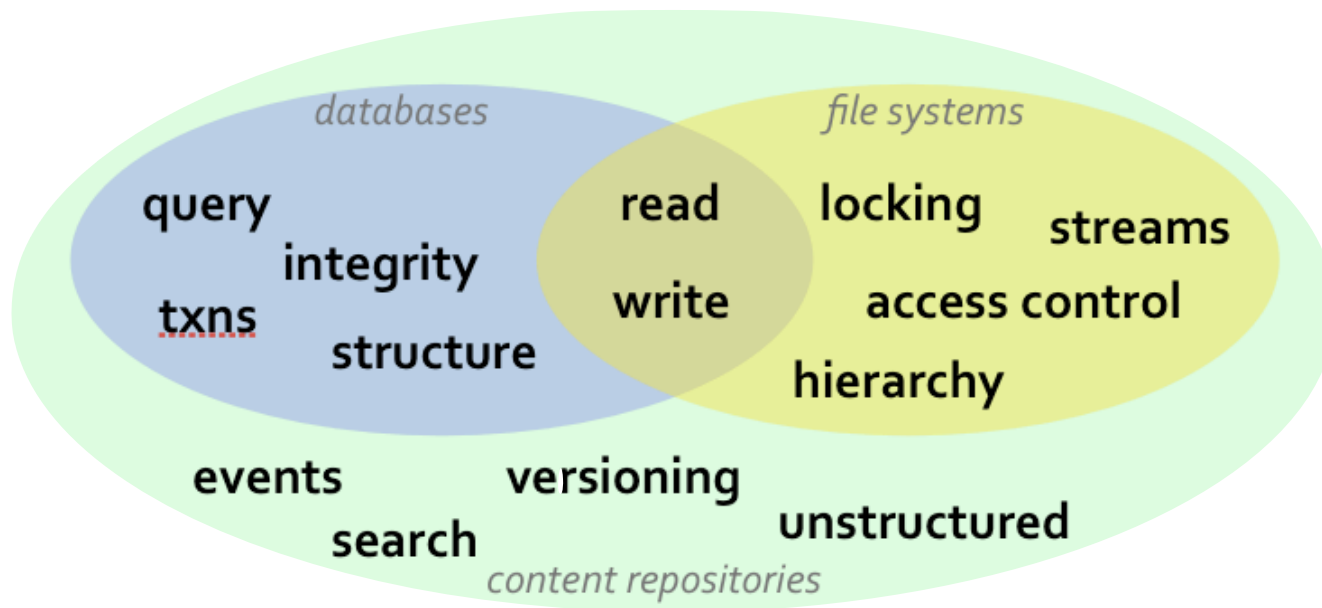 databases
file systems
query
read
locking
streams
integrity
txns
write
access control
structure
hierarchy
events
versioning
search
unstructured
content repositories